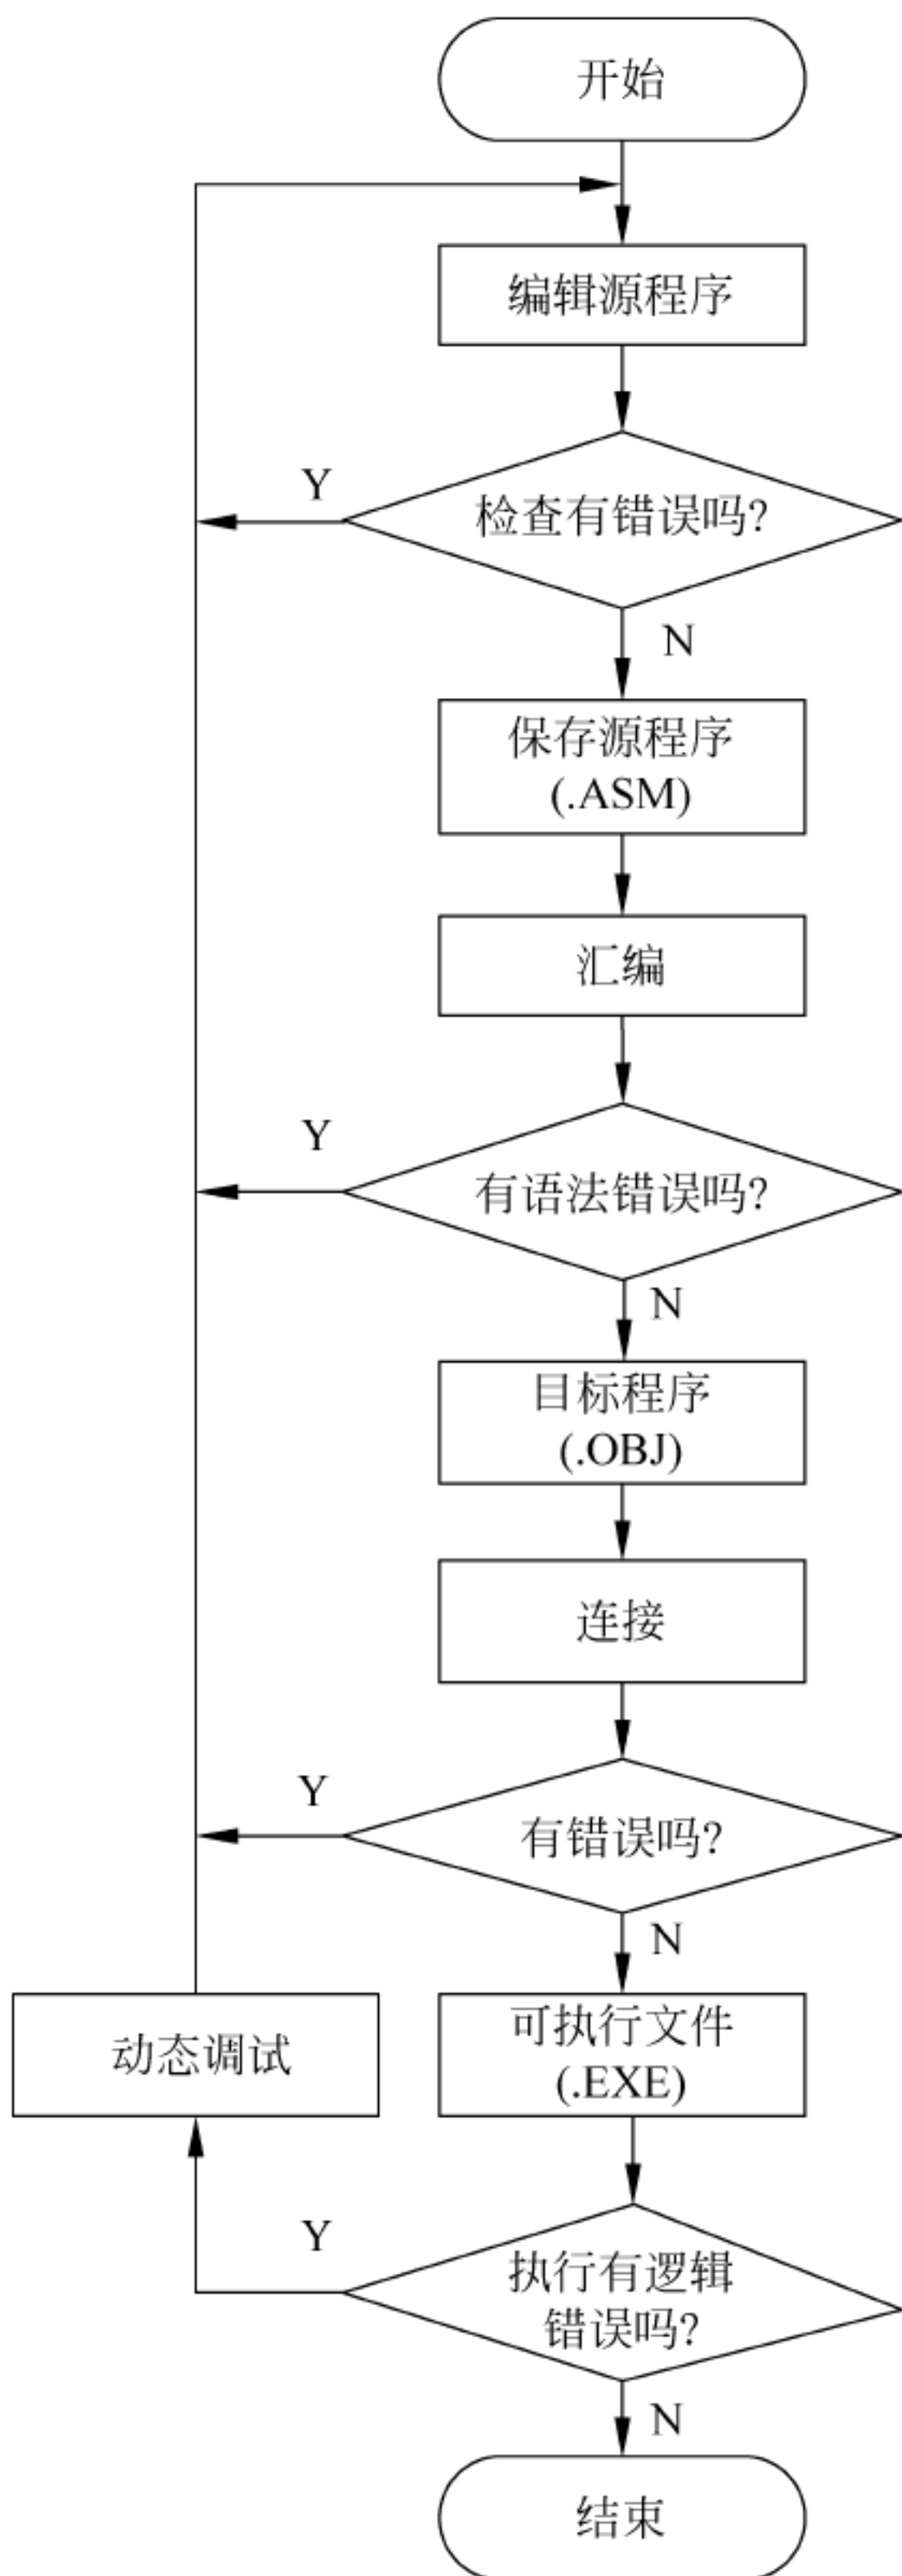 开始
编辑源程序
Y
检查有错误吗?
N
保存源程序
(.ASM)
汇编
Y
有语法错误吗?
N
目标程序
(.OBJ)
连接
Y
有错误吗?
N
动态调试
可执行文件
(.EXE)
Y
执行有逻辑
错误吗?
N
结束